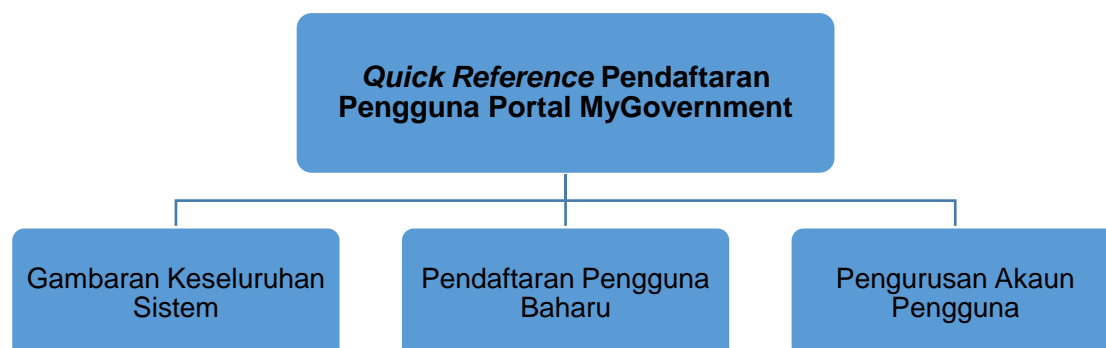 Quick Reference Pendaftaran
Pengguna Portal MyGovernment
Gambaran Keseluruhan
Sistem
Pendaftaran Pengguna
Baharu
Pengurusan Akaun
Pengguna